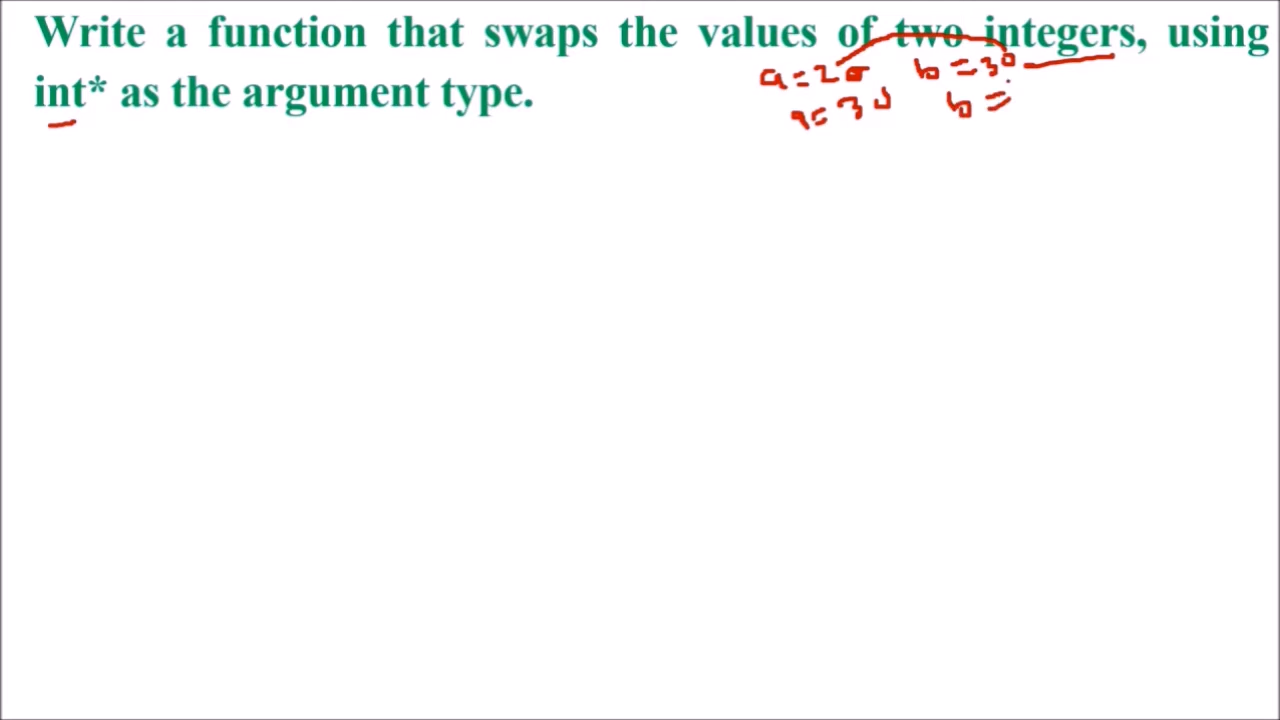 Write a function that swaps the values of two integers, using
int* as the argument type.
a = 20 b = 30
a = 30 b =